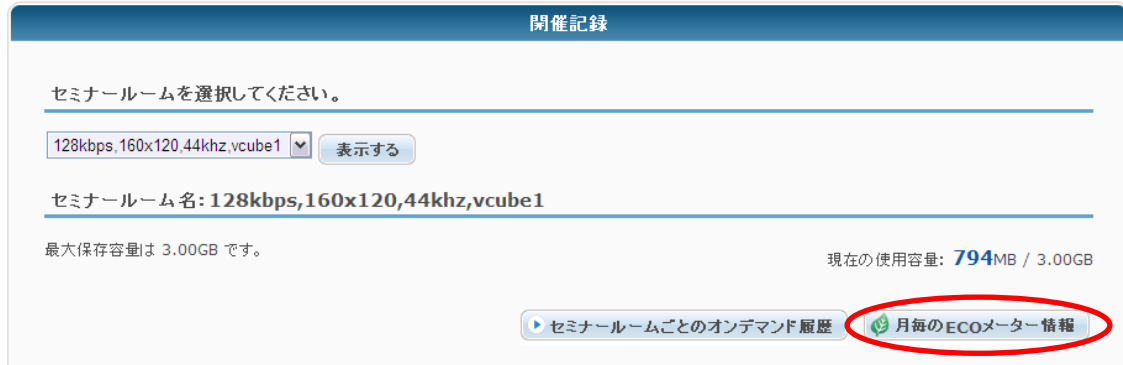 開催記録
セミナールームを選択してください。
128kbps,160x120,44khz,vcube1 表示する
セミナールーム名:128kbps,160x120,44khz,vcube1
最大保存容量は 3.00GB です。
現在の使用容量: 794MB / 3.00GB
セミナールームごとのオンデマンド履歴 月毎のECOメーター情報